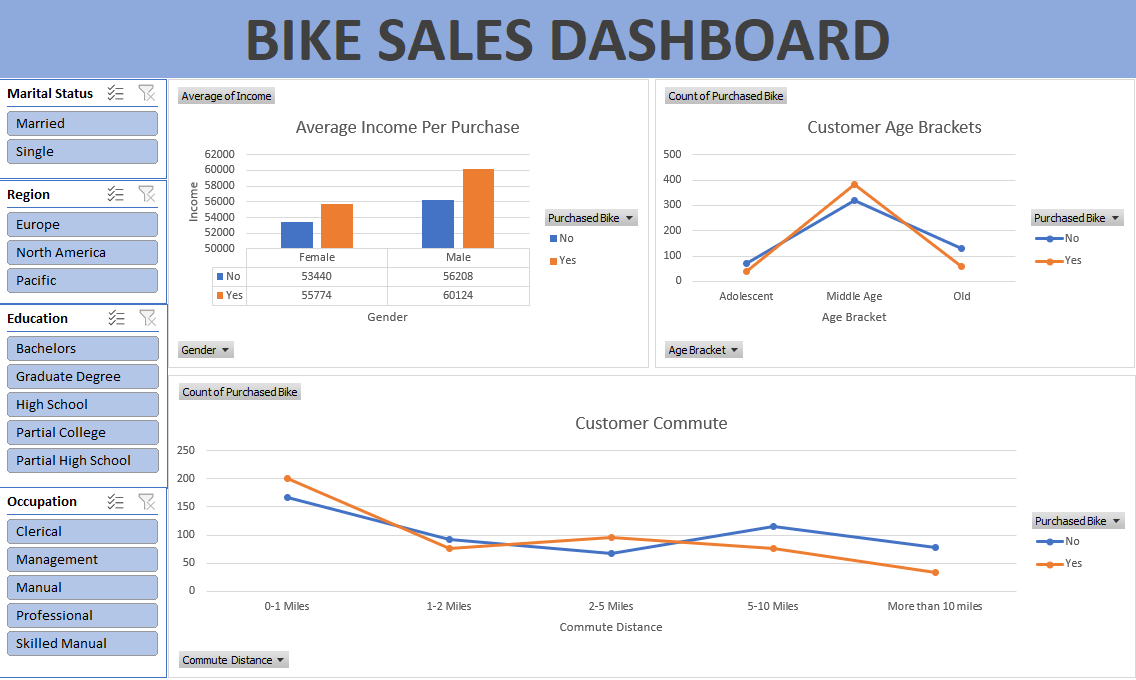 BIKE SALES DASHBOARD
Marital Status
Married
Single
Region
Europe
North America
Pacific
Education
Bachelors
Graduate Degree
High School
Partial College
Partial High School
Occupation
Clerical
Management
Manual
Professional
Skilled Manual
Average of Income
Average Income Per Purchase
62000
60000
58000
56000
54000
52000
50000
Income
Female Male
No 53440 56208
Yes 55774 60124
Gender
Purchased Bike
No
Yes
Gender
Count of Purchased Bike
Customer Age Brackets
500
400
300
200
100
0
Adolescent Middle Age Old
Age Bracket
Purchased Bike
No
Yes
Age Bracket
Count of Purchased Bike
Customer Commute
250
200
150
100
50
0
0-1 Miles 1-2 Miles 2-5 Miles 5-10 Miles More than 10 miles
Commute Distance
Purchased Bike
No
Yes
Commute Distance